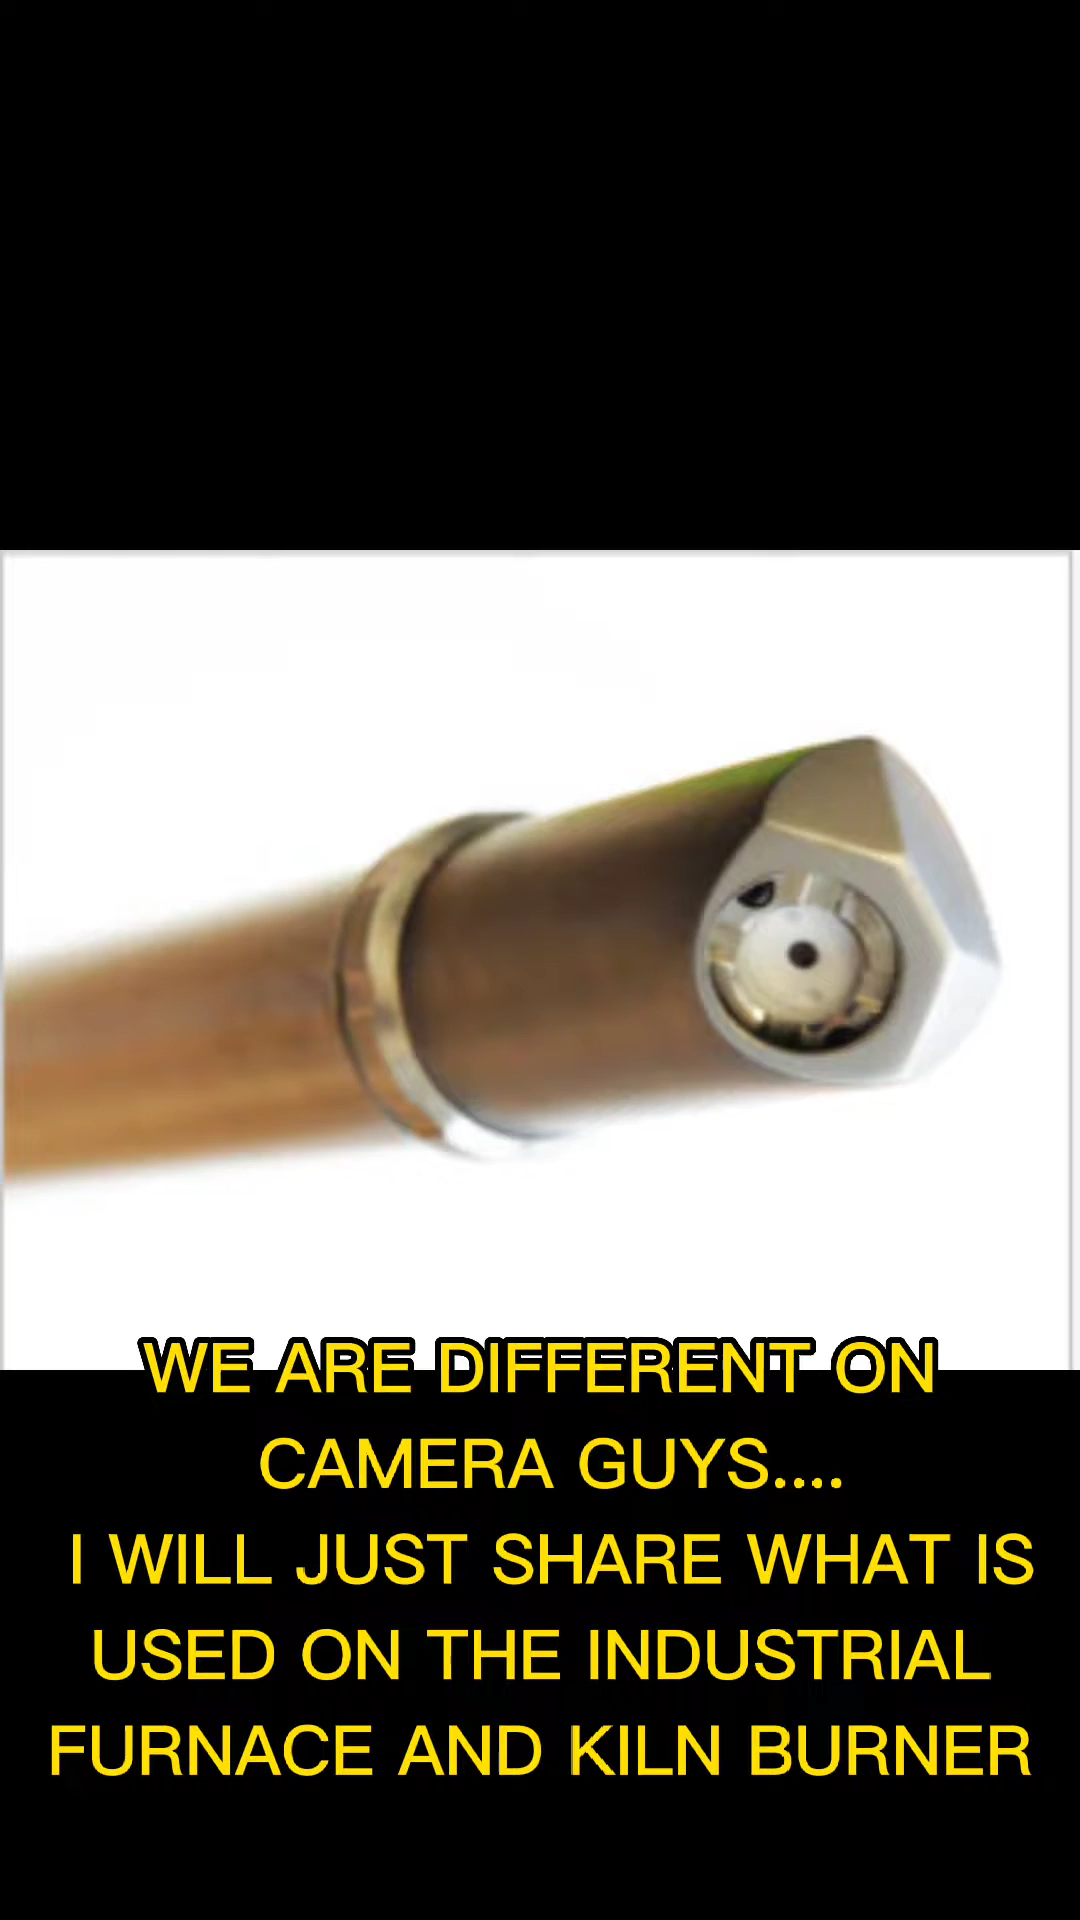 WE ARE DIFFERENT ON
CAMERA GUYS....
I WILL JUST SHARE WHAT IS
USED ON THE INDUSTRIAL
FURNACE AND KILN BURNER